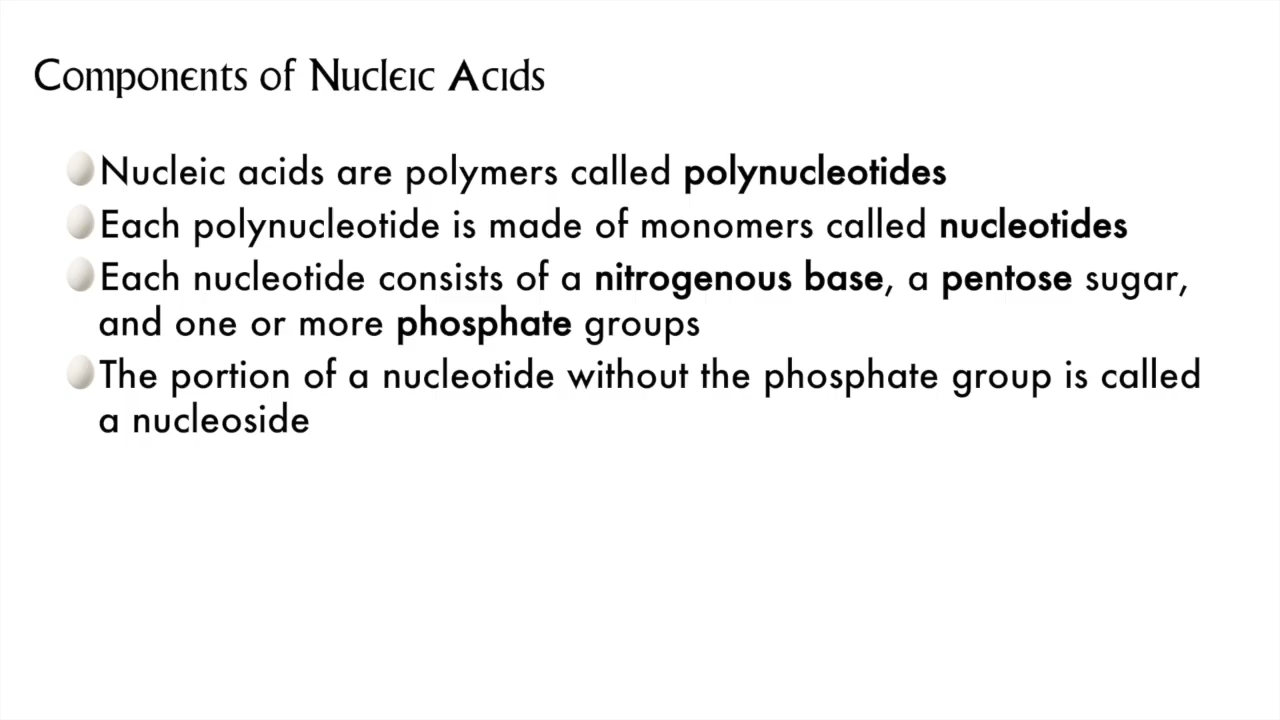 Components of Nucleic Acids
Nucleic acids are polymers called polynucleotides
Each polynucleotide is made of monomers called nucleotides
Each nucleotide consists of a nitrogenous base, a pentose sugar,
and one or more phosphate groups
The portion of a nucleotide without the phosphate group is called
a nucleoside